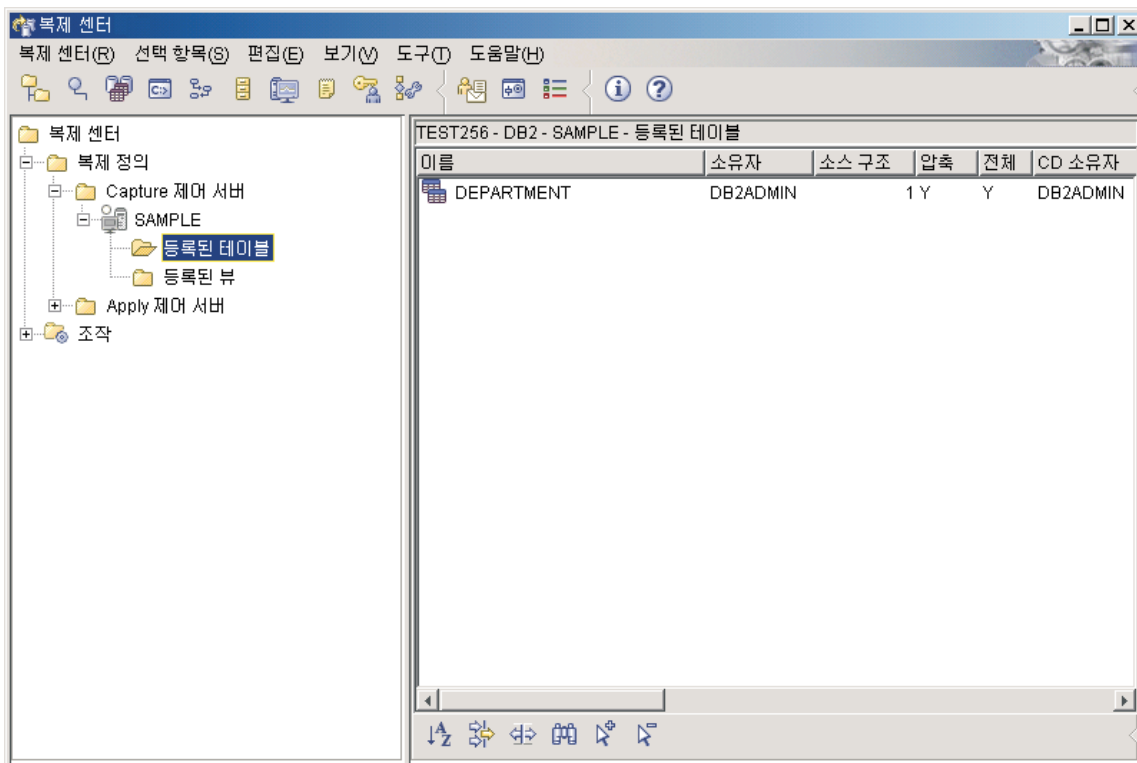 복제 센터
복제 센터(R) 선택 항목(S) 편집(E) 보기(V) 도구(T) 도움말(H)
복제 센터
복제 정의
Capture 제어 서버
SAMPLE
등록된 테이블
등록된 뷰
Apply 제어 서버
조작
TEST256 - DB2 - SAMPLE - 등록된 테이블
이름 소유자 소스 구조 압축 전체 CD 소유자
DEPARTMENT DB2ADMIN 1 Y Y DB2ADMIN